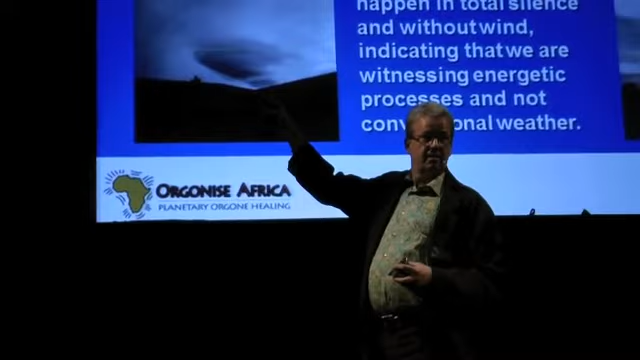 happen in total silence
and without wind,
indicating that we are
witnessing energetic
processes and not
weather.
ORGONISE AFRICA
PLANETARY ORGONE HEALING